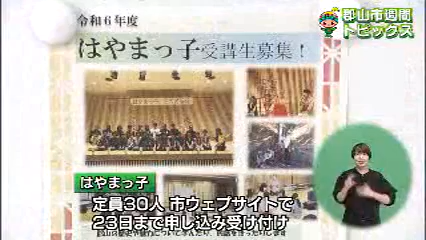 郡山市週間
トピックス
令和6年度
はやまっ子受講生募集!
はやまっ子
定員30人 市ウェブサイトで
23日まで申し込み受け付け